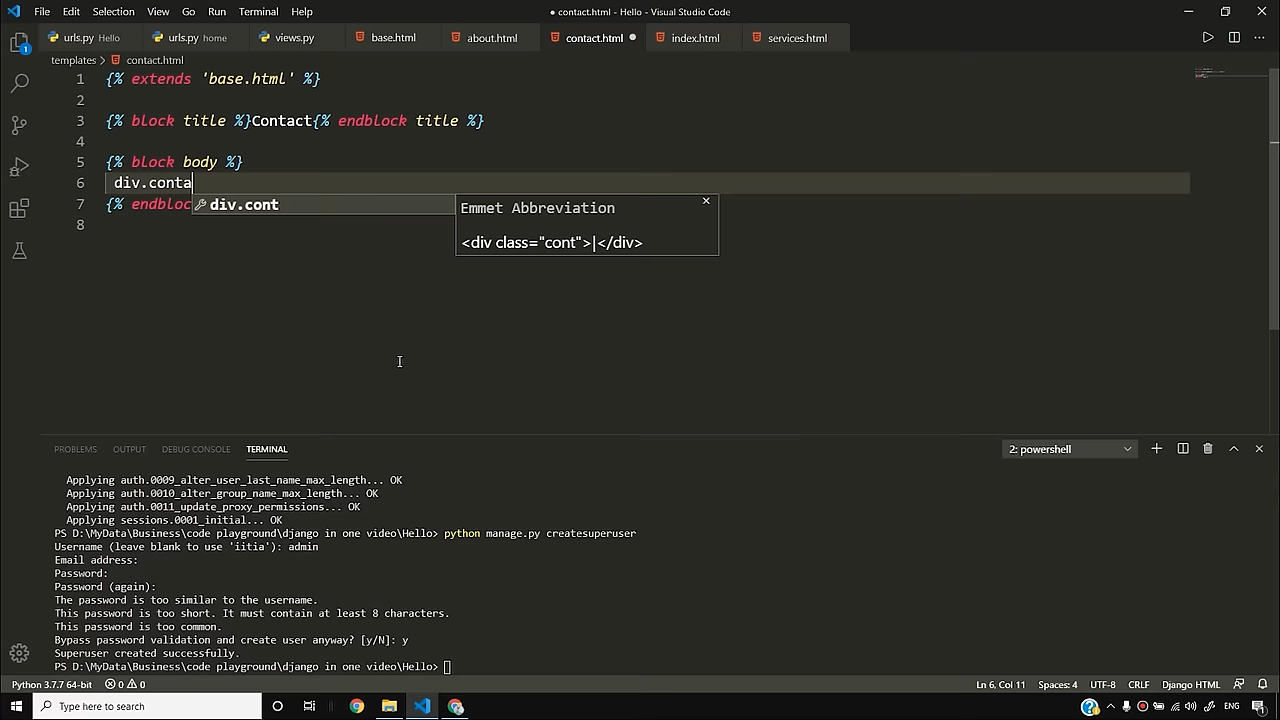 File Edit Selection View Go Run Terminal Help
● contact.html - Hello - Visual Studio Code
urls.py Hello
urls.py home
views.py
base.html
about.html
contact.html
index.html
services.html
templates > contact.html
1 {% extends 'base.html' %}
2
3 {% block title %}Contact{% endblock title %}
4
5 {% block body %}
6 div.conta
7 {% endbloc
8
div.cont
Emmet Abbreviation
<div class="cont">|</div>
PROBLEMS OUTPUT DEBUG CONSOLE TERMINAL
2: powershell
Applying auth.0009_alter_user_last_name_max_length... OK
Applying auth.0010_alter_group_name_max_length... OK
Applying auth.0011_update_proxy_permissions... OK
Applying sessions.0001_initial... OK
PS D:\MyData\Business\code playground\django in one video\Hello> python manage.py createsuperuser
Username (leave blank to use 'iitia'): admin
Email address:
Password:
Password (again):
The password is too similar to the username.
This password is too short. It must contain at least 8 characters.
This password is too common.
Bypass password validation and create user anyway? [y/N]: y
Superuser created successfully.
PS D:\MyData\Business\code playground\django in one video\Hello>
Python 3.7.7 64-bit 0 0
Ln 6, Col 11 Spaces: 4 UTF-8 CRLF Django HTML
Type here to search
ENG